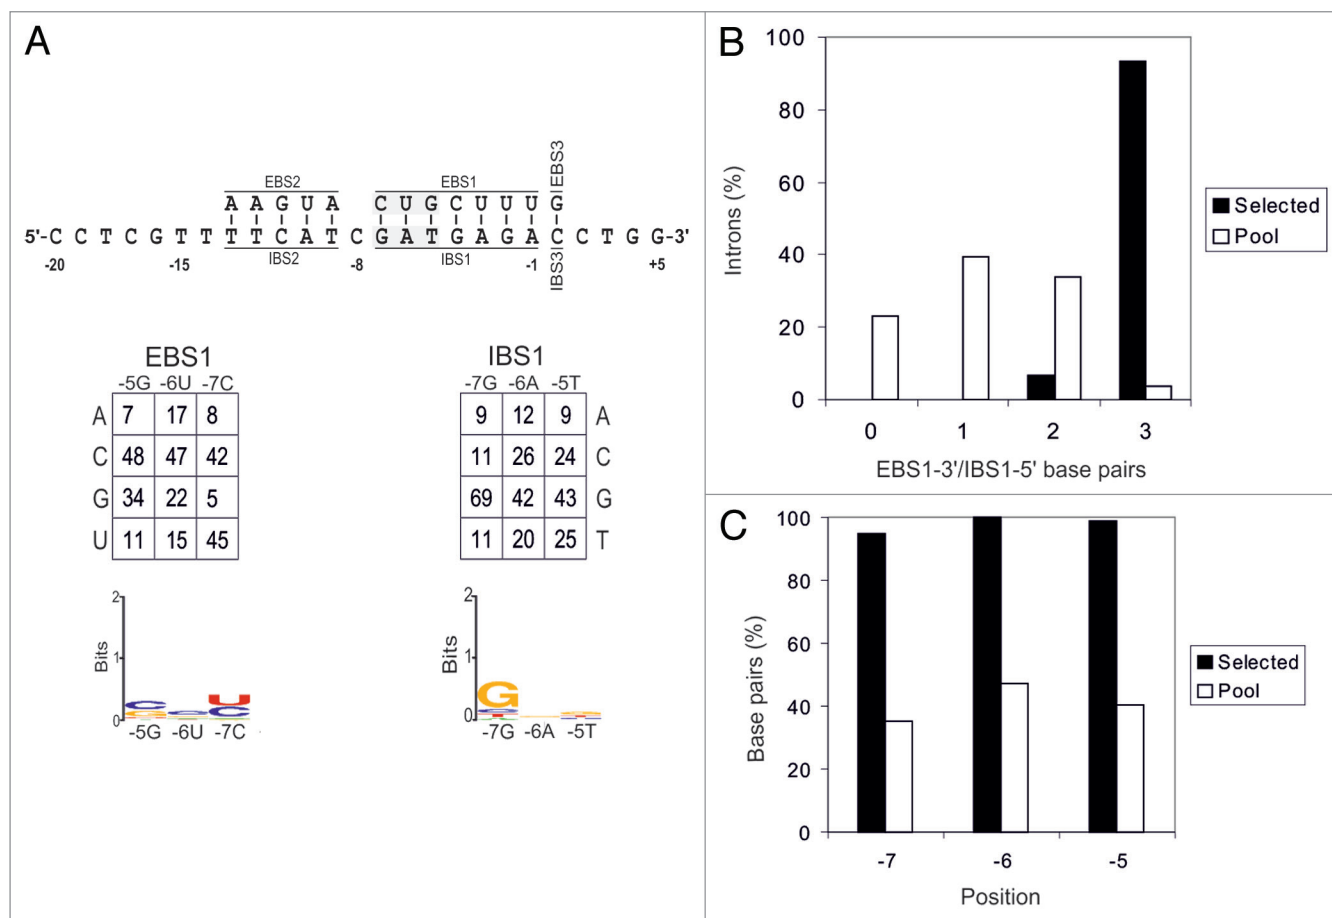 A
EBS2 EBS1 EBS3
A A G U A C U G C U U U G
5'-C C T C G T T T T C A T C G A T G A G A C C T G G-3'
IBS2 IBS1 IBS3
-20 -15 -8 -1 +5
EBS1
-5G -6U -7C
A 7 17 8
C 48 47 42
G 34 22 5
U 11 15 45
IBS1
-7G -6A -5T
9 12 9 A
11 26 24 C
69 42 43 G
11 20 25 T
2
1
0
Bits
C U
G C C
-5G -6U -7C
2
1
0
Bits
G
-7G -6A -5T
B
100
80
60
40
20
0
Introns (%)
0 1 2 3
EBS1-3'/IBS1-5' base pairs
Selected
Pool
C
100
80
60
40
20
0
Base pairs (%)
-7 -6 -5
Position
Selected
Pool